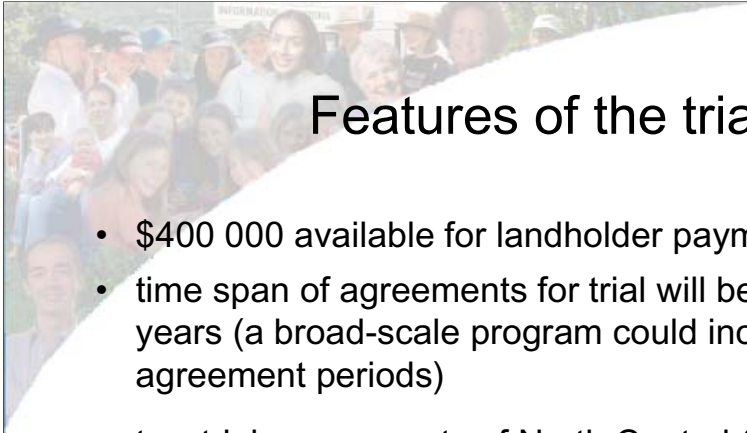 INFORMATION
Features of the tria
• $400 000 available for landholder paym
• time span of agreements for trial will be
years (a broad-scale program could inc
agreement periods)